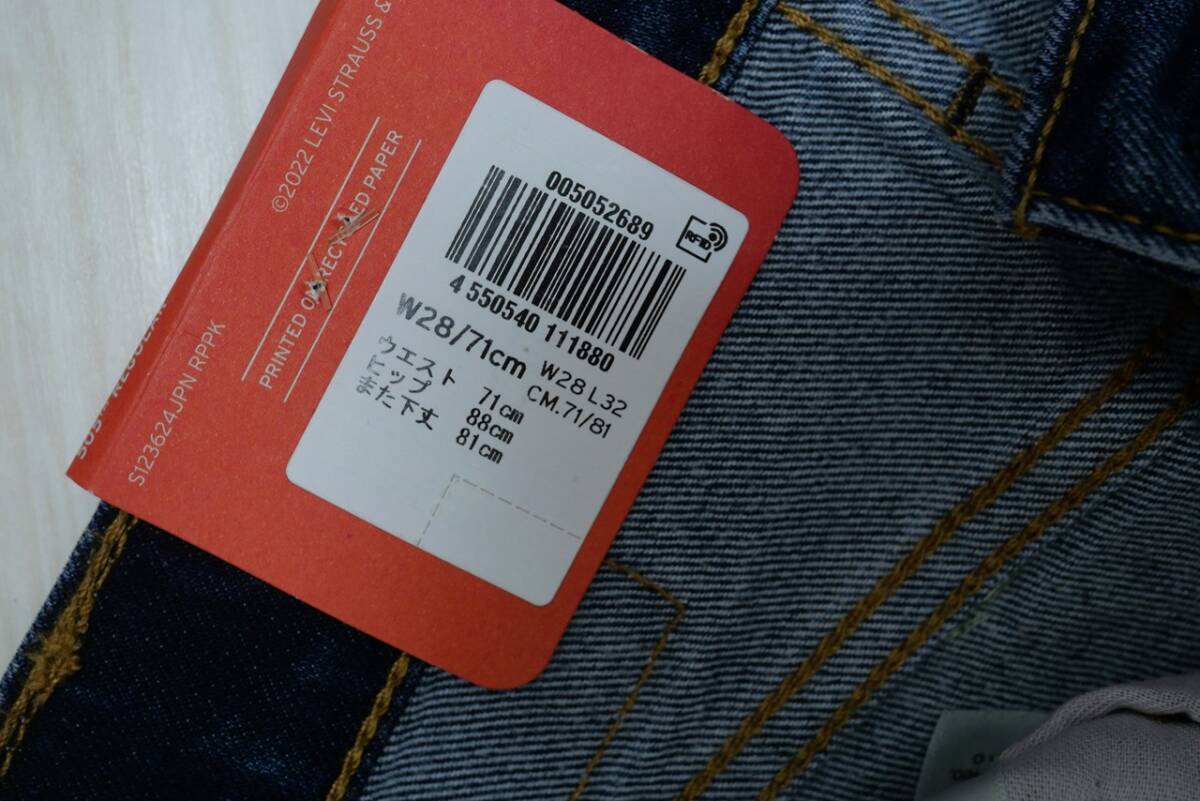 ©2022 LEVI STRAUSS &
PRINTED ON RECYCLED PAPER
S123624JPN RPPK
005052689
RFID
4 550540 111880
W28/71cm
W28 L32
CM.71/81
ウエスト 71cm
ヒップ 88cm
また下丈 81cm